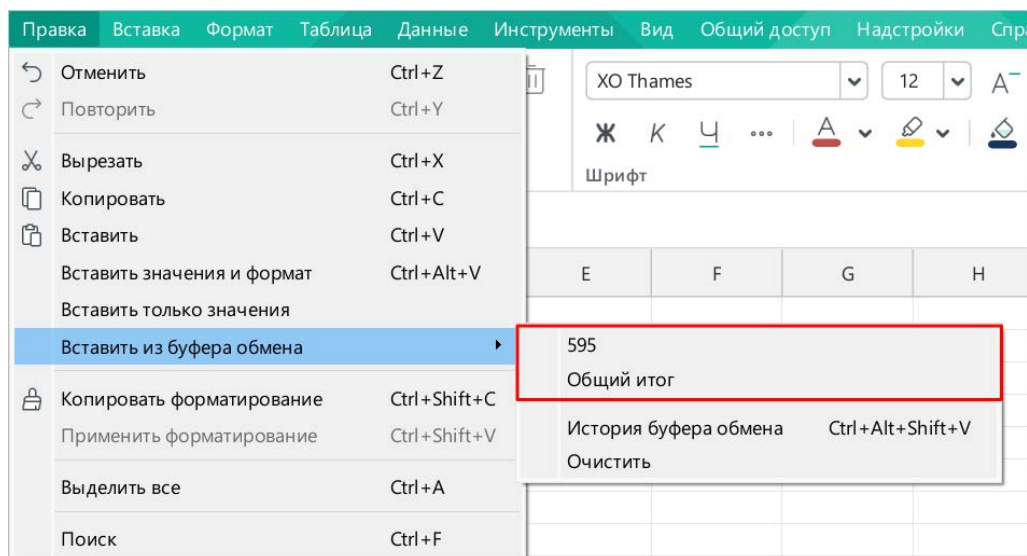 Правка Вставка Формат Таблица Данные Инструменты Вид Общий доступ Надстройки
Отменить Ctrl+Z
Повторить Ctrl+Y
Вырезать Ctrl+X
Копировать Ctrl+C
Вставить Ctrl+V
Вставить значения и формат Ctrl+Alt+V
Вставить только значения
Вставить из буфера обмена
Копировать форматирование Ctrl+Shift+C
Применить форматирование Ctrl+Shift+V
Выделить все Ctrl+A
Поиск Ctrl+F
XO Thames 12 A
Ж К Ч A
Шрифт
E F G H
595
Общий итог
История буфера обмена Ctrl+Alt+Shift+V
Очистить